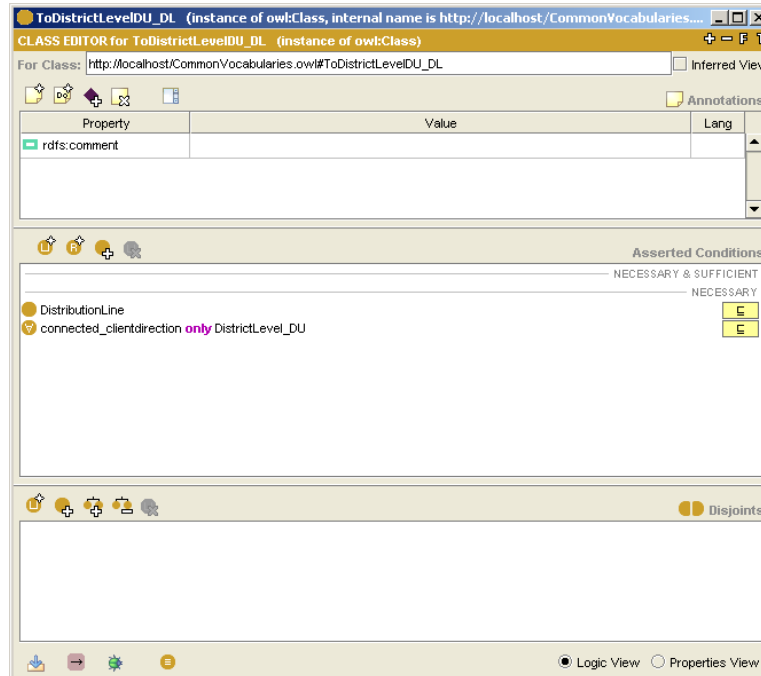 ToDistrictLevelDU_DL (instance of owl:Class, internal name is http://localhost/CommonVocabularies....
CLASS EDITOR for ToDistrictLevelDU_DL (instance of owl:Class)
For Class: http://localhost/CommonVocabularies.owl#ToDistrictLevelDU_DL
Inferred View
Annotations
Property Value Lang
rdfs:comment
Asserted Conditions
NECESSARY & SUFFICIENT
NECESSARY
DistributionLine
connected_clientdirection only DistrictLevel_DU
Disjoints
Logic View Properties View